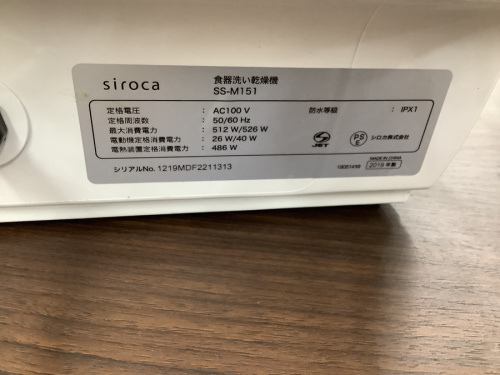 siroca
食器洗い乾燥機
SS-M151
定格電圧 : AC100 V
定格周波数 : 50/60 Hz
最大消費電力 : 512 W/526 W
電動機定格消費電力 : 26 W/40 W
電熱装置定格消費電力 : 486 W
防水等級 : IPX1
JET
PSE
シロカ株式会社
シリアルNo. 1219MDF2211313
MADE IN CHINA
2019 年製